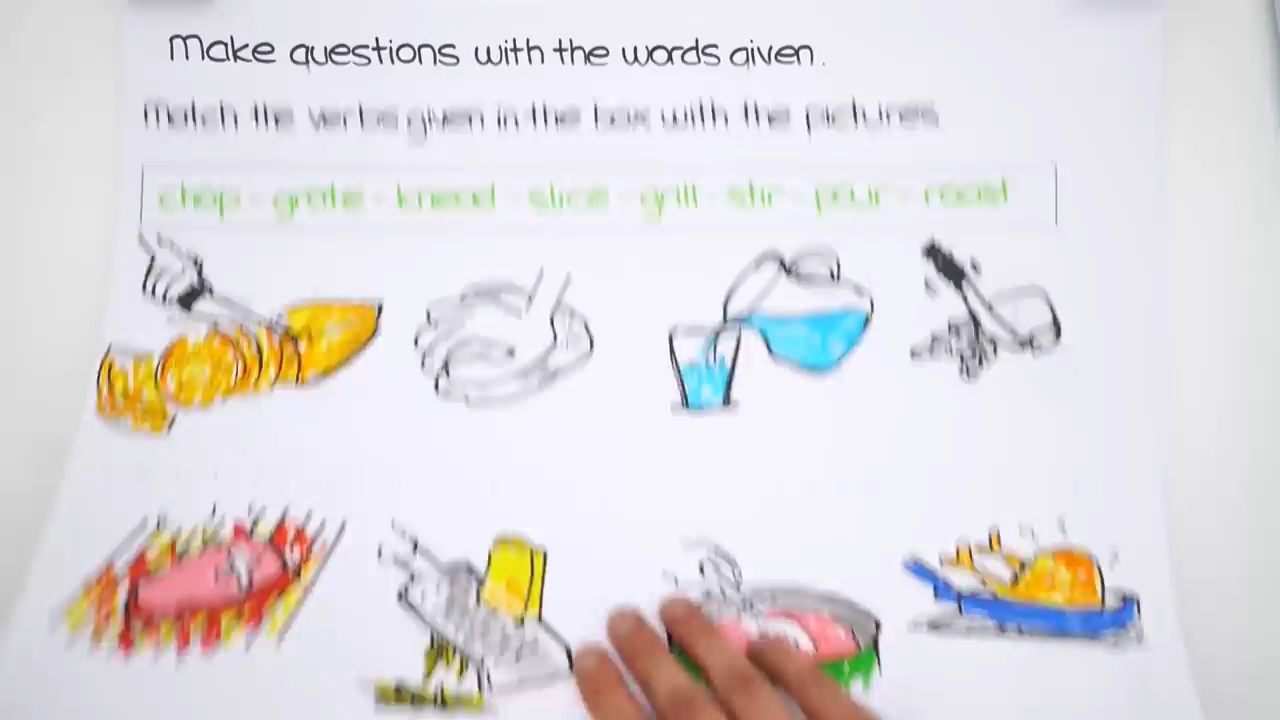 Make questions with the words given.
Match the verbs given in the box with the pictures
chop - grate - knead - slice - grill - stir - pour - roast